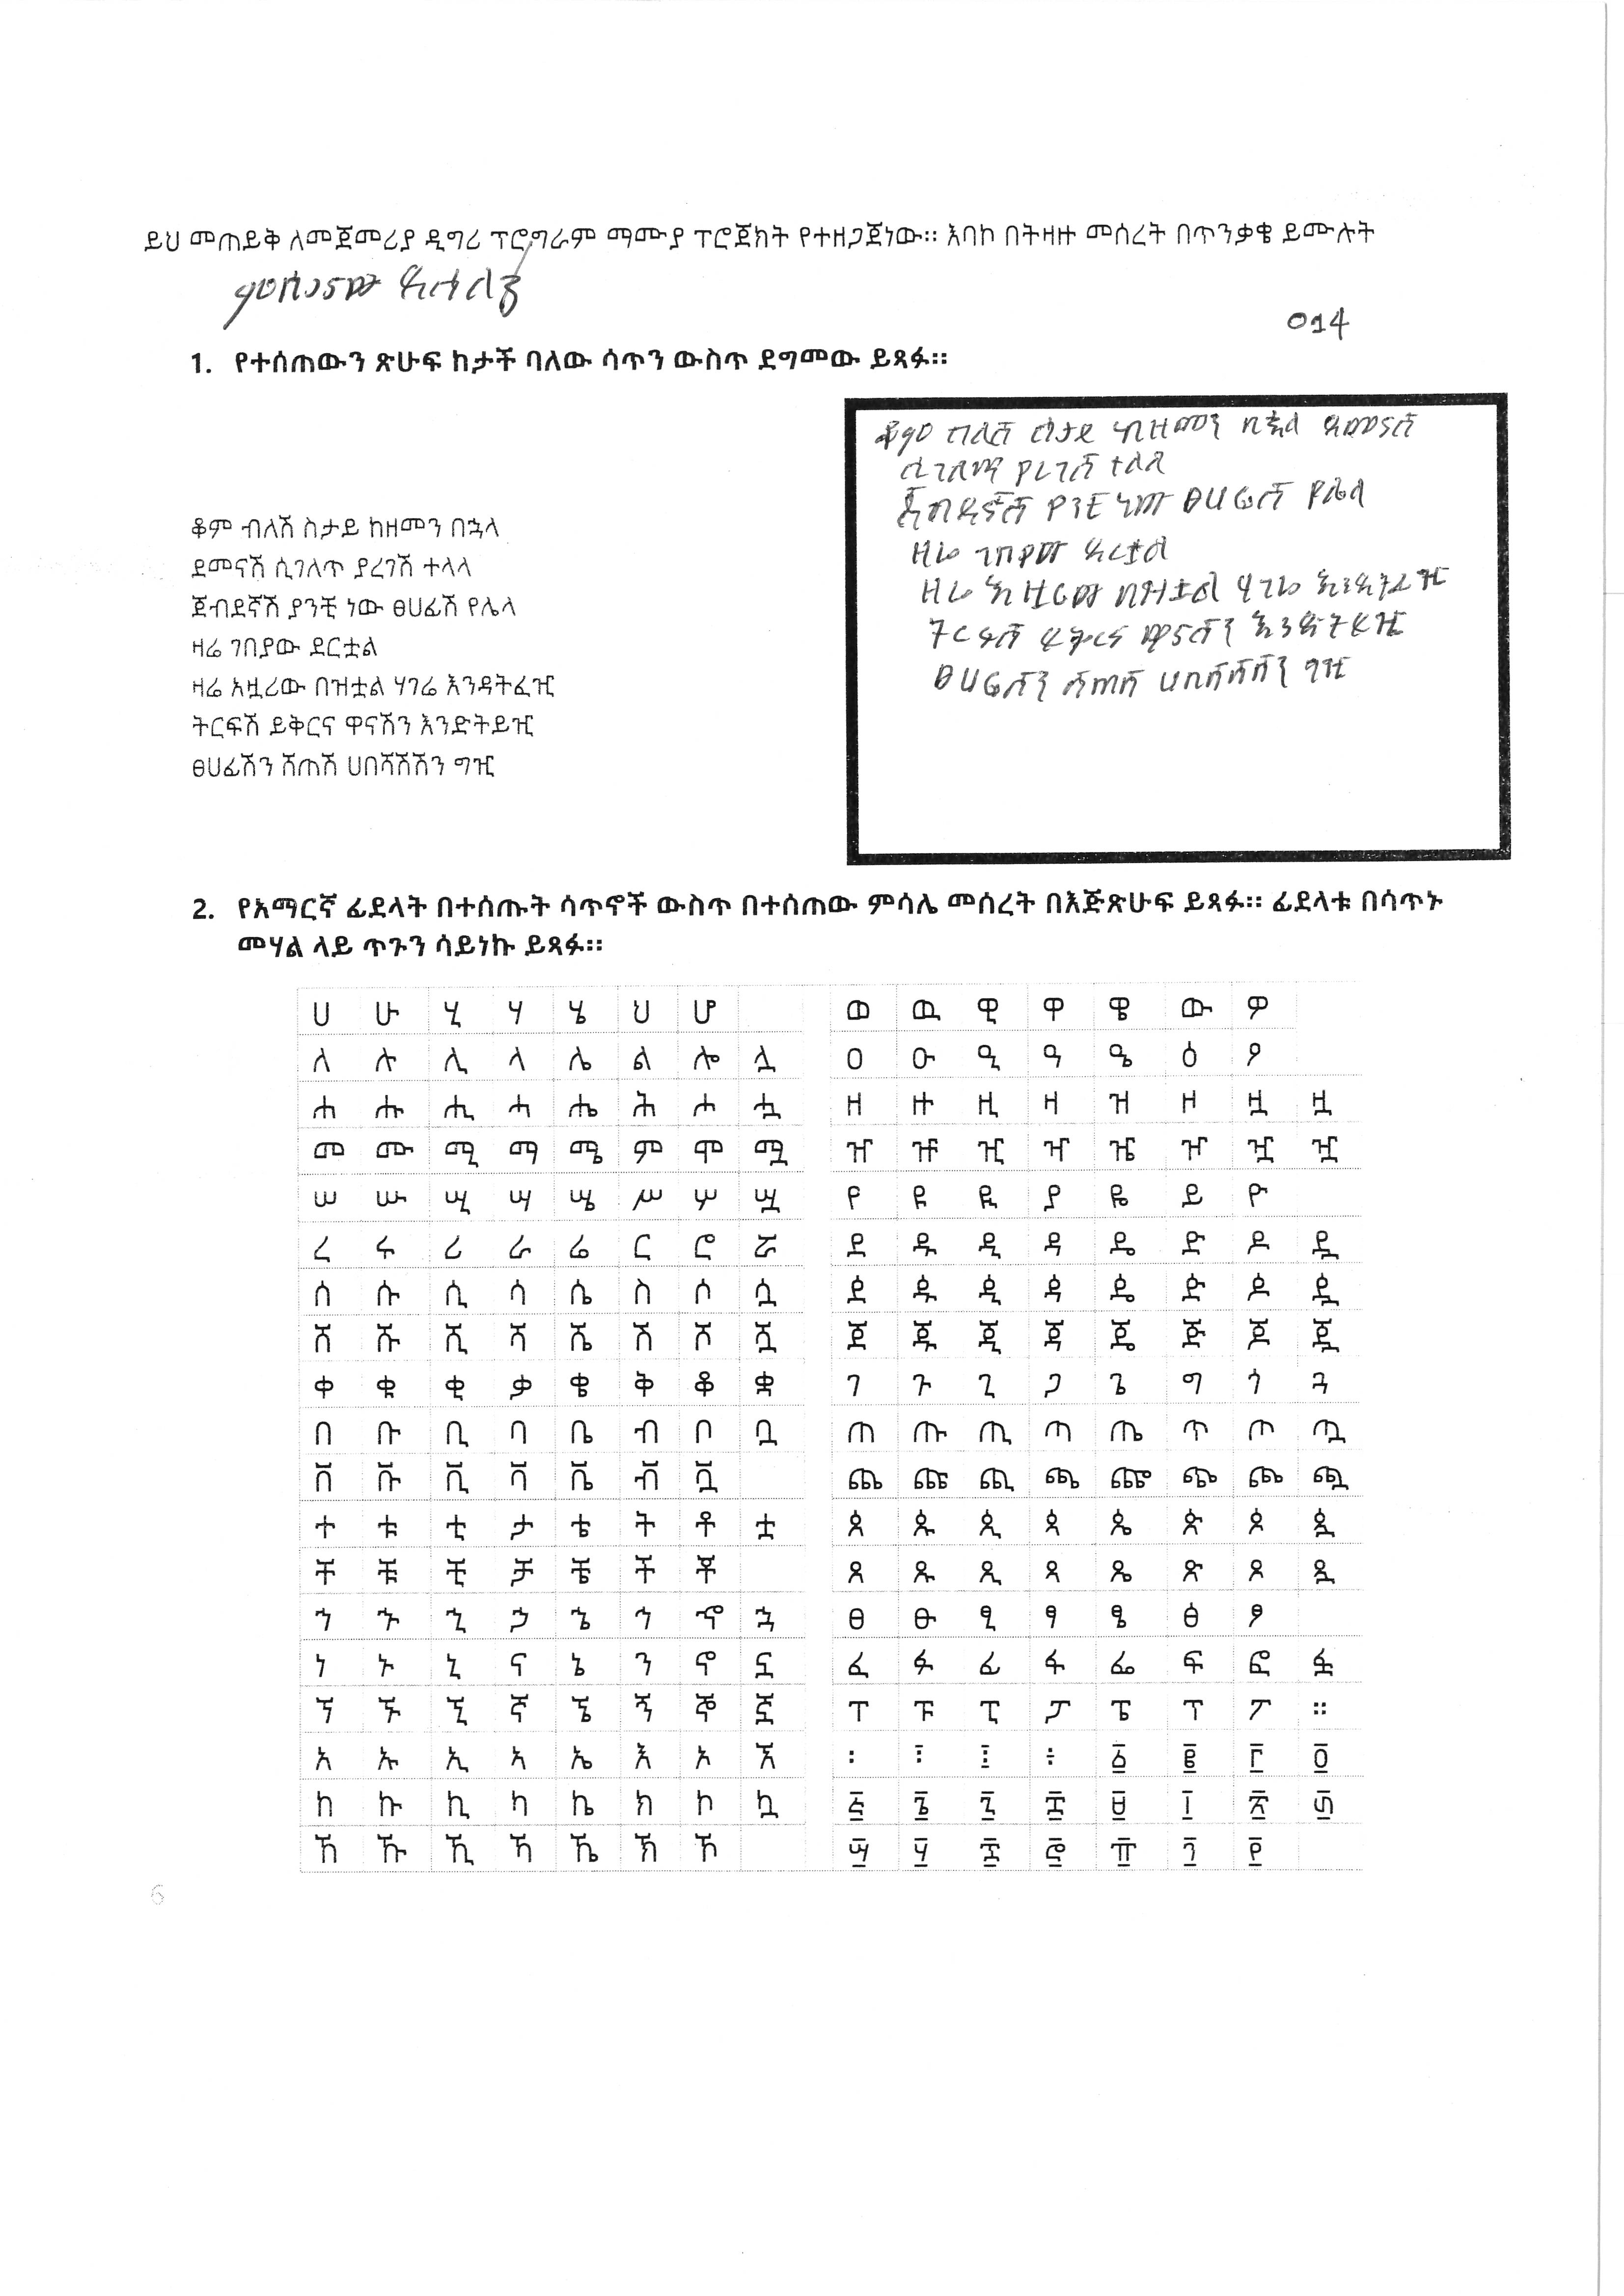 ይህ መጠይቅ ለመጀመሪያ ዲግሪ ፕሮግራም ማሙያ ፕሮጀክት የተዘጋጀነው። እባኮ በትዛዙ መሰረት በጥንቃቄ ይሙሉት
014
1. የተሰጠውን ጽሁፍ ከታች ባለው ሳጥን ውስጥ ደግመው ይጻፉ።
ቆም ብለሽ ስታይ ከዘመን በኋላ
ደመናሽ ሲገለጥ ያረገሽ ተላላ
ጀብደኛሽ ያንቺ ነው ፀሀፊሽ የሌላ
ዛሬ ገበያው ደርቷል
ዛሬ አዟሪው በዝቷል ሃገሬ እንዳትፈዢ
ትርፍሽ ይቅርና ዋናሽን እንድትይዢ
ፀሀፊሽን ሽጠሽ ሀበሻሽሽን ግዢ
ቆም ብለሽ ስታይ ከዘመን በኋላ ደመናሽ
ሲገለጥ ያረገሽ ተላላ
ጀብደኛሽ ያንቺ ነው ፀሀፊሽ የሌላ
ዛሬ ገበያው ደርቷል
ዛሬ አዟሪው በዝቷል ሃገሬ እንዳትፈዢ
ትርፍሽ ይቅርና ዋናሽን እንድትይዢ
ፀሀፊሽን ሽጠሽ ሀበሻሽሽን ግዢ
2. የአማርኛ ፊደላት በተሰጡት ሳጥኖች ውስጥ በተሰጠው ምሳሌ መሰረት በእጅጽሁፍ ይጻፉ። ፊደላቱ በሳጥኑ
መሃል ላይ ጥጉን ሳይነኩ ይጻፉ።
ሀ ሁ ሂ ሃ ሄ ህ ሆ ወ ዉ ዊ ዋ ዌ ው ዎ
ለ ሉ ሊ ላ ሌ ል ሎ ሏ ዐ ዑ ዒ ዓ ዔ ዕ ዖ
ሐ ሑ ሒ ሓ ሔ ሕ ሖ ሗ ዘ ዙ ዚ ዛ ዝ ዞ ዟ ዟ
መ ሙ ሚ ማ ሜ ም ሞ ሟ ዠ ዡ ዢ ዣ ዤ ዦ ዧ ዧ
ሠ ሡ ሢ ሣ ሤ ሥ ሦ ሧ የ ዩ ዪ ያ ዬ ይ ዮ
ረ ሩ ሪ ራ ሬ ር ሮ ሯ ደ ዱ ዲ ዳ ዴ ድ ዶ ዷ
ሰ ሱ ሲ ሳ ሴ ስ ሶ ሷ ዸ ዹ ዺ ዻ ዼ ዽ ዾ ዿ
ሸ ሹ ሺ ሻ ሼ ሽ ሾ ሿ ጀ ጁ ጂ ጃ ጄ ጅ ጆ ጇ
ቀ ቁ ቂ ቃ ቄ ቅ ቆ ቋ ገ ጉ ጊ ጋ ጌ ግ ጎ ጓ
በ ቡ ቢ ባ ቤ ብ ቦ ቧ ጠ ጡ ጢ ጣ ጤ ጥ ጦ ጧ
ቨ ቩ ቪ ቫ ቬ ቭ ቯ ጨ ጩ ጪ ጫ ጬ ጭ ጮ ጯ
ተ ቱ ቲ ታ ቴ ት ቶ ቷ ጰ ጱ ጲ ጳ ጴ ጵ ጶ ጷ
ቸ ቹ ቺ ቻ ቼ ች ቾ ጸ ጹ ጺ ጻ ጼ ጽ ጾ ጿ
ኀ ኁ ኂ ኃ ኄ ኅ ኆ ኋ ፀ ፁ ፂ ፃ ፄ ፅ ፆ
ነ ኑ ኒ ና ኔ ን ኖ ኗ ፈ ፉ ፊ ፋ ፌ ፍ ፎ ፏ
ኘ ኙ ኚ ኛ ኜ ኝ ኞ ኟ ፐ ፑ ፒ ፓ ፔ ፕ ፖ ።
አ ኡ ኢ ኣ ኤ እ ኦ ኧ ፡ ፤ ፥ ፦ ፩ ፪ ፫ ፬
ከ ኩ ኪ ካ ኬ ክ ኮ ኳ ፭ ፮ ፯ ፰ ፱ ፲ ፳ ፴
ኸ ኹ ኺ ኻ ኼ ኽ ኾ ፵ ፶ ፷ ፸ ፹ ፺ ፻
6